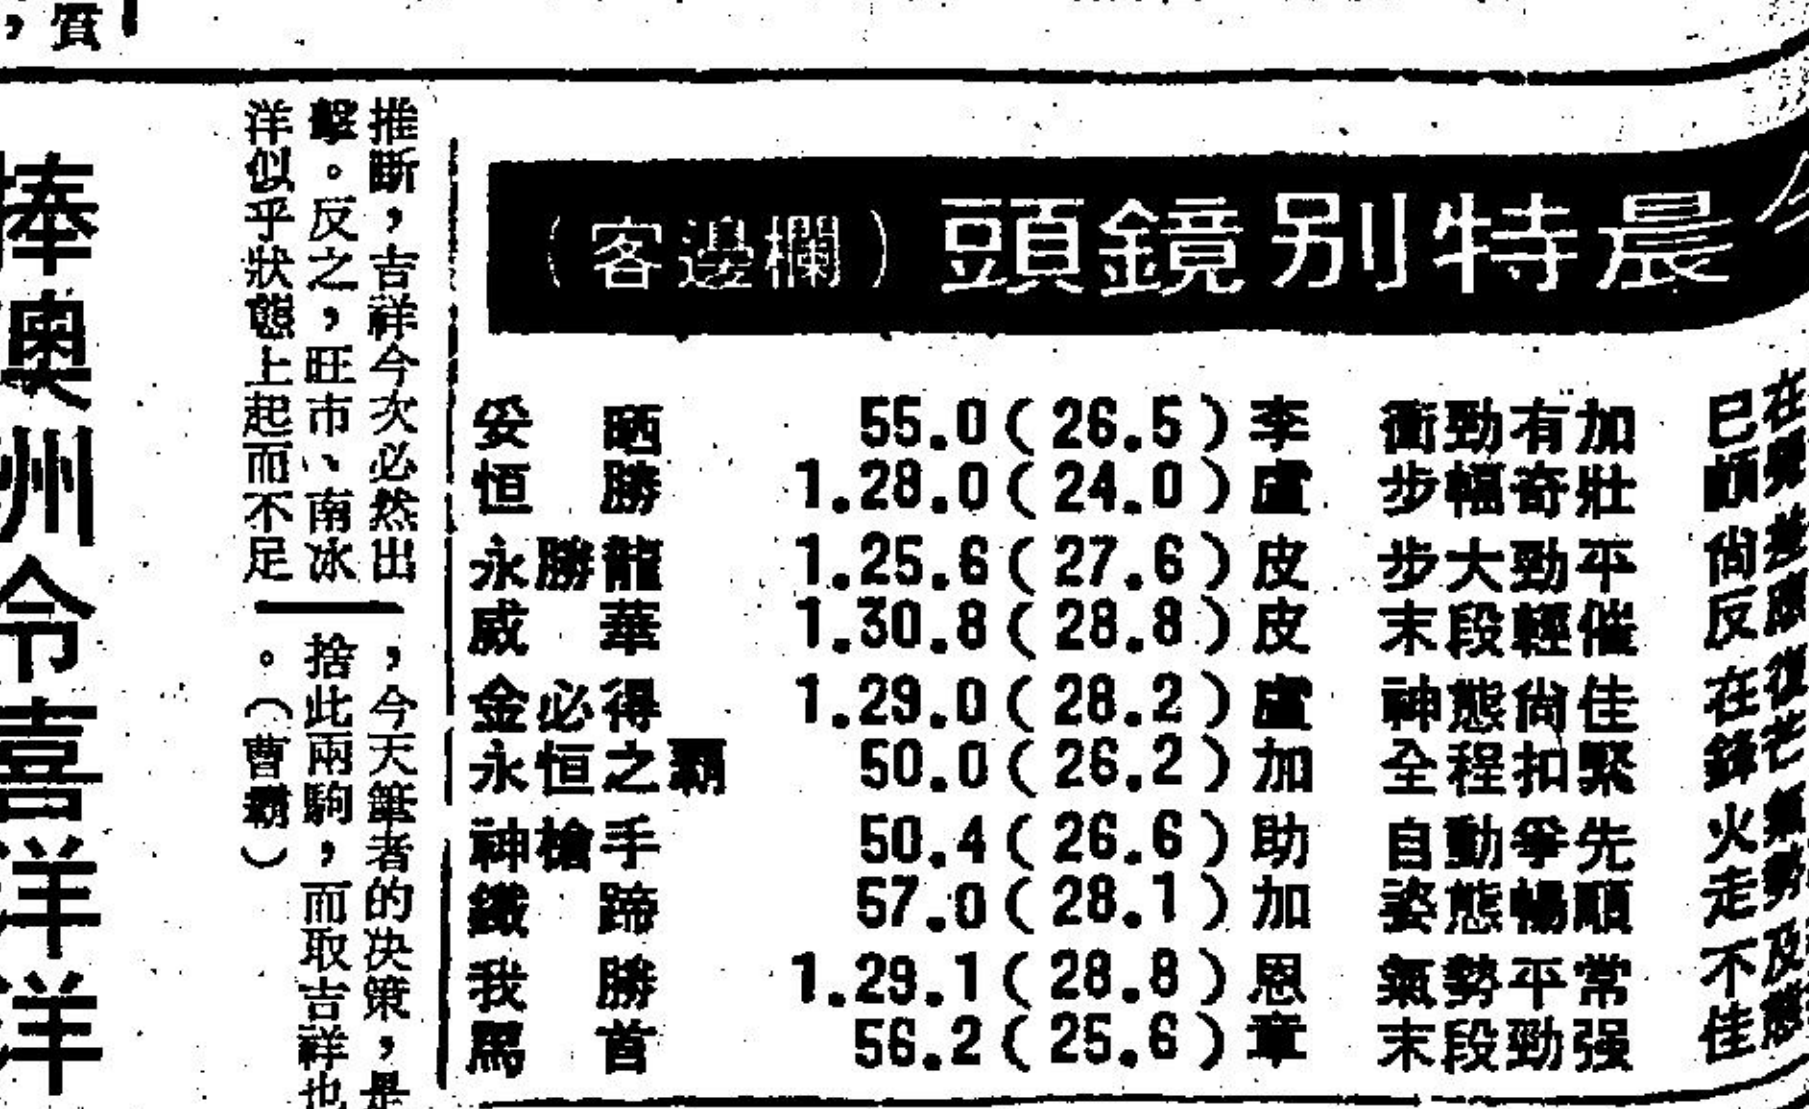 質
今晨特別鏡頭(客邊欄)
妥晒 55.0(26.5)李 衝勁有加
恒勝 1.28.0(24.0)盧 步幅奇壯
永勝龍 1.25.6(27.6)皮 步大勁平
威華 1.30.8(28.8)皮 末段輕催
金必得 1.29.0(28.2)盧 神態尙佳
永恒之霸 50.0(26.2)加 全程扣緊
神槍手 50.4(26.6)助 自動爭先
鐵蹄 57.0(28.1)加 姿態暢順
我勝 1.29.1(28.8)恩 氣勢平常
馬首 56.2(25.6)章 末段勁强
推斷,吉祥今次必然出
擊。反之,旺市、南冰
洋似乎狀態上起而不足
,今天筆者的决策,是
捨此兩駒,而取吉祥也
。(曹霸)
捧澳洲令喜洋洋